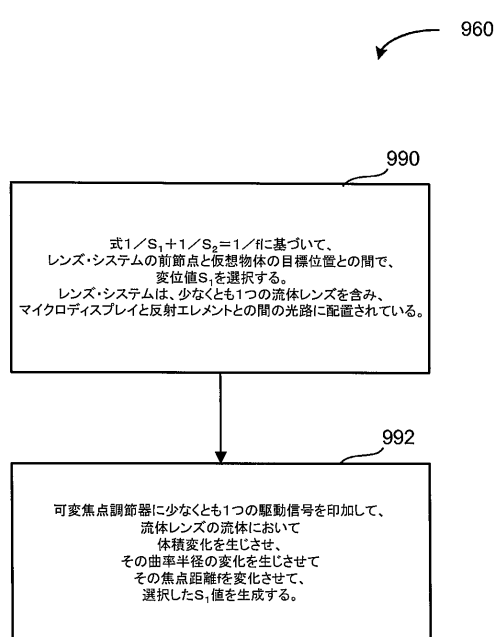 960
990
式1/S₁+1/S₂=1/fに基づいて、
レンズ・システムの前節点と仮想物体の目標位置との間で、
変位値S₁を選択する。
レンズ・システムは、少なくとも1つの流体レンズを含み、
マイクロディスプレイと反射エレメントとの間の光路に配置されている。
992
可変焦点調節器に少なくとも1つの駆動信号を印加して、
流体レンズの流体において
体積変化を生じさせ、
その曲率半径の変化を生じさせて
その焦点距離fを変化させて、
選択したS₁値を生成する。